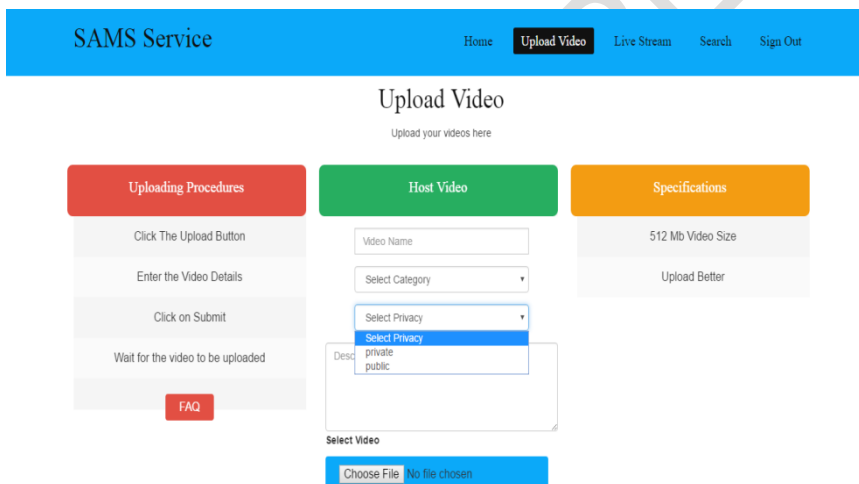 SAMS Service
Home Upload Video Live Stream Search Sign Out
Upload Video
Upload your videos here
Uploading Procedures
Click The Upload Button
Enter the Video Details
Click on Submit
Wait for the video to be uploaded
FAQ
Host Video
Video Name
Select Category
Select Privacy
Select Privacy
private
public
Select Video
Choose File No file chosen
Specifications
512 Mb Video Size
Upload Better